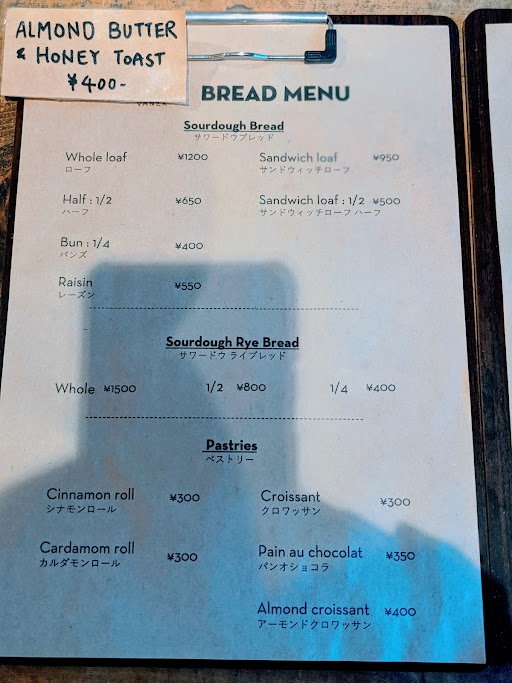 ALMOND BUTTER
& HONEY TOAST
¥400-
VANER
BREAD MENU
Sourdough Bread
サワードウブレッド
Whole loaf ¥1200
ローフ
Sandwich loaf ¥950
サンドウィッチローフ
Half : 1/2 ¥650
ハーフ
Sandwich loaf : 1/2 ¥500
サンドウィッチローフ ハーフ
Bun : 1/4 ¥400
バンズ
Raisin ¥550
レーズン
Sourdough Rye Bread
サワードウ ライブレッド
Whole ¥1500 1/2 ¥800 1/4 ¥400
Pastries
ペストリー
Cinnamon roll ¥300
シナモンロール
Croissant ¥300
クロワッサン
Cardamom roll ¥300
カルダモンロール
Pain au chocolat ¥350
パンオショコラ
Almond croissant ¥400
アーモンドクロワッサン